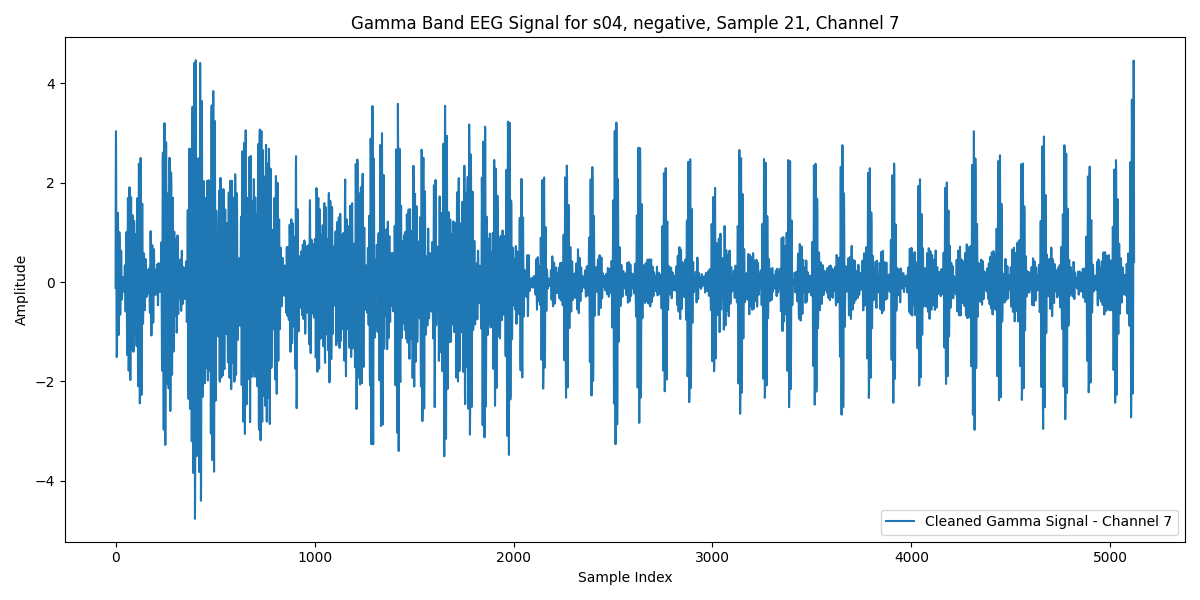 Gamma Band EEG Signal for s04, negative, Sample 21, Channel 7
Amplitude
4
2
0
−2
−4
0 1000 2000 3000 4000 5000
Sample Index
Cleaned Gamma Signal - Channel 7